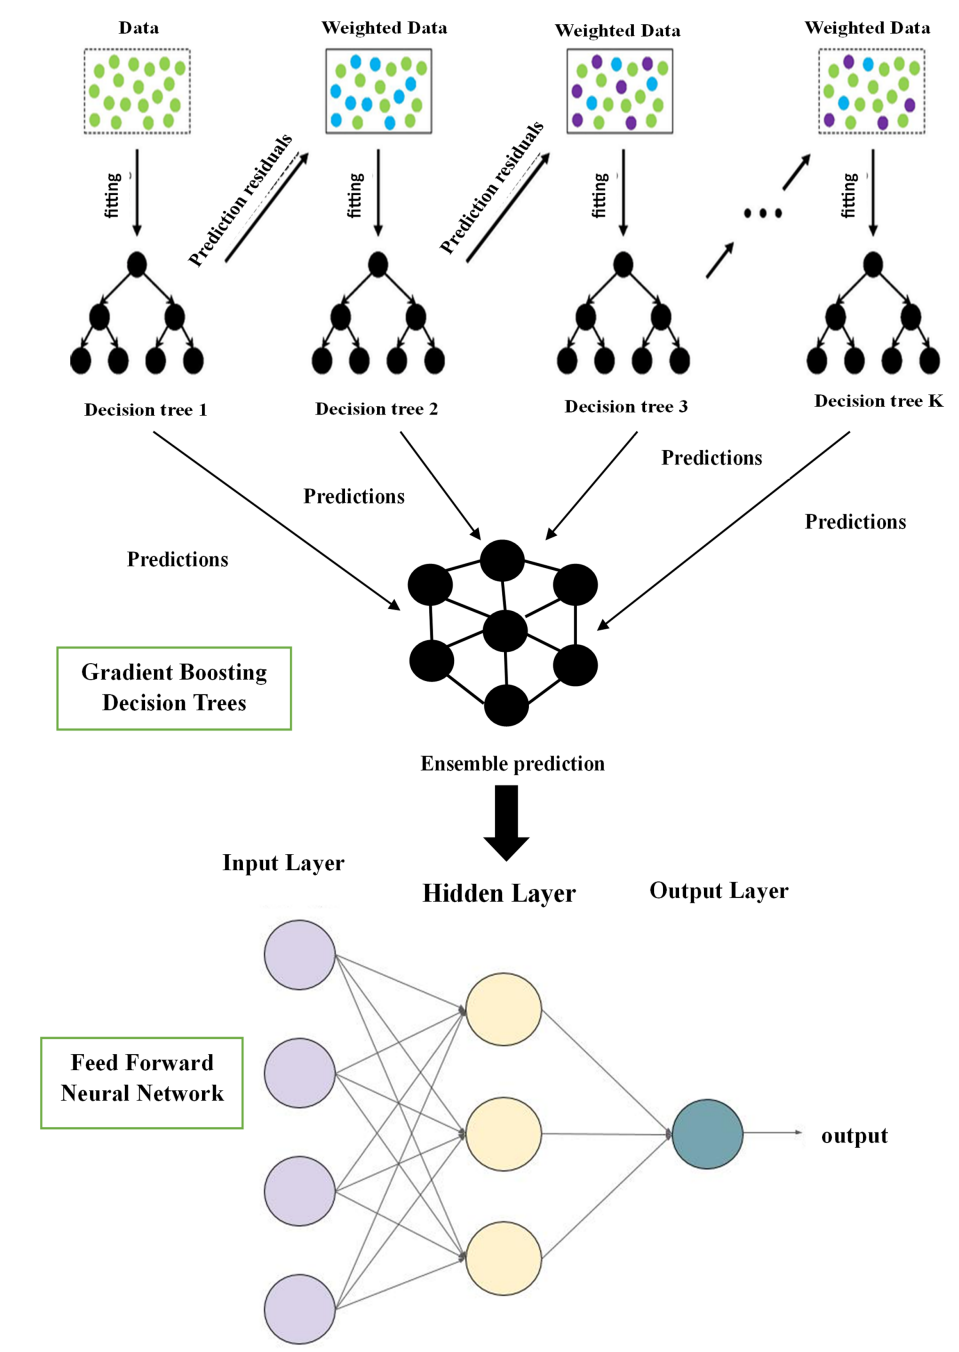 Data
Weighted Data
Weighted Data
Weighted Data
fitting
Prediction residuals
fitting
Prediction residuals
fitting
fitting
Decision tree 1
Decision tree 2
Decision tree 3
Decision tree K
Predictions
Predictions
Predictions
Predictions
Gradient Boosting
Decision Trees
Ensemble prediction
Input Layer
Hidden Layer
Output Layer
Feed Forward
Neural Network
output